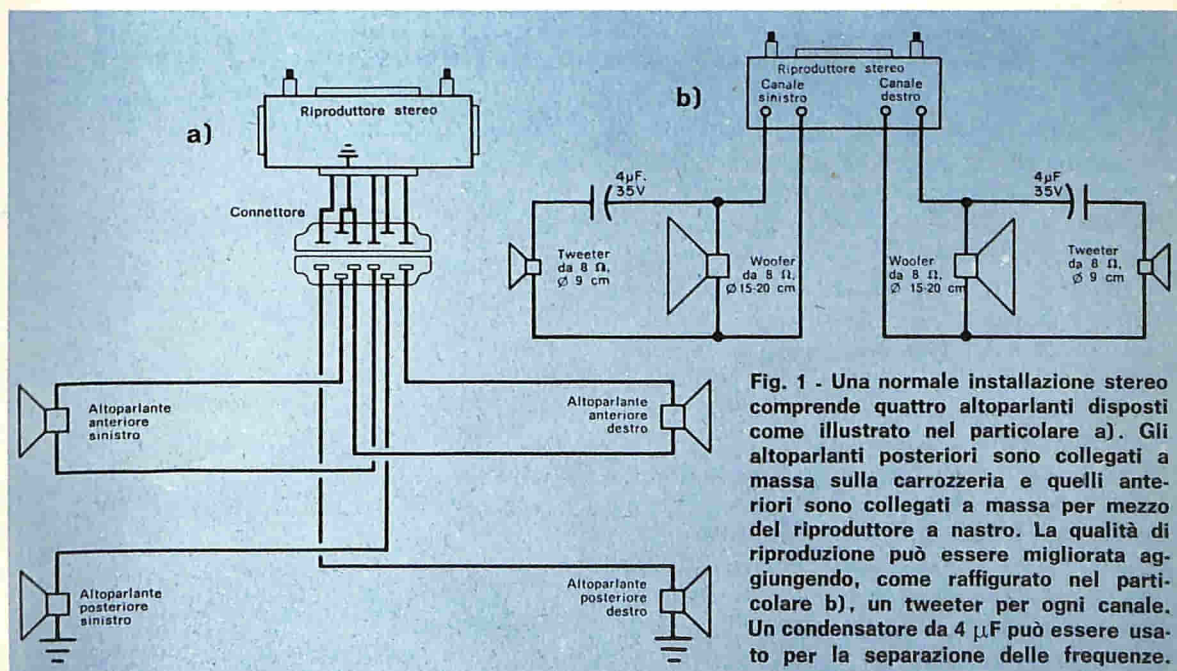 a)
Riproduttore stereo
Connettore
Altoparlante
anteriore
sinistro
Altoparlante
anteriore
destro
Altoparlante
posteriore
sinistro
Altoparlante
posteriore
destro
b)
Riproduttore stereo
Canale
sinistro
Canale
destro
4µF.
35V
4µF
35V
Tweeter
da 8 Ω,
Ø 9 cm
Woofer
da 8 Ω,
Ø 15-20 cm
Woofer
da 8 Ω,
Ø 15-20 cm
Tweeter
da 8 Ω,
Ø 9 cm
Fig. 1 - Una normale installazione stereo
comprende quattro altoparlanti disposti
come illustrato nel particolare a). Gli
altoparlanti posteriori sono collegati a
massa sulla carrozzeria e quelli ante-
riori sono collegati a massa per mezzo
del riproduttore a nastro. La qualità di
riproduzione può essere migliorata ag-
giungendo, come raffigurato nel parti-
colare b), un tweeter per ogni canale.
Un condensatore da 4 µF può essere usa-
to per la separazione delle frequenze.